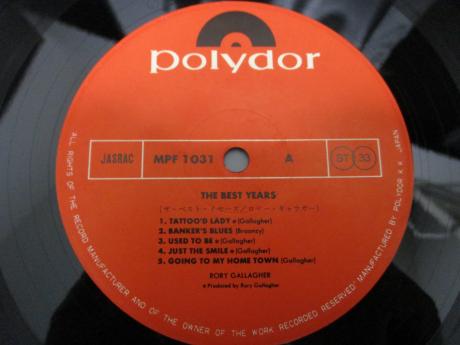 polydor
JASRAC
MPF 1031
A
ST 33
THE BEST YEARS
(ザ・ベスト・イヤーズ/ロリー・ギャラガー)
1. TATTOO'D LADY (Gallagher)
2. BANKER'S BLUES (Broonzy)
3. USED TO BE (Gallagher)
4. JUST THE SMILE (Gallagher)
5. GOING TO MY HOME TOWN (Gallagher)
RORY GALLAGHER
Produced by Rory Gallagher
ALL RIGHTS OF THE RECORD MANUFACTURER AND OF THE OWNER OF THE WORK RECORDED RESERVED
MANUFACTURED BY POLYDOR K.K. JAPAN